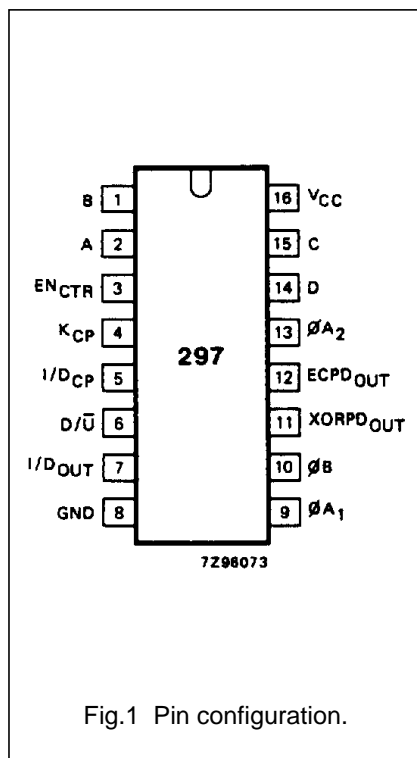 B 1 16 VCC
A 2 15 C
ENCTR 3 14 D
KCP 4 13 ØA2
I/DCP 5 12 ECPDOUT
D/U̅ 6 11 XORPDOUT
I/DOUT 7 10 ØB
GND 8 9 ØA1
297
7Z96073
Fig.1 Pin configuration.